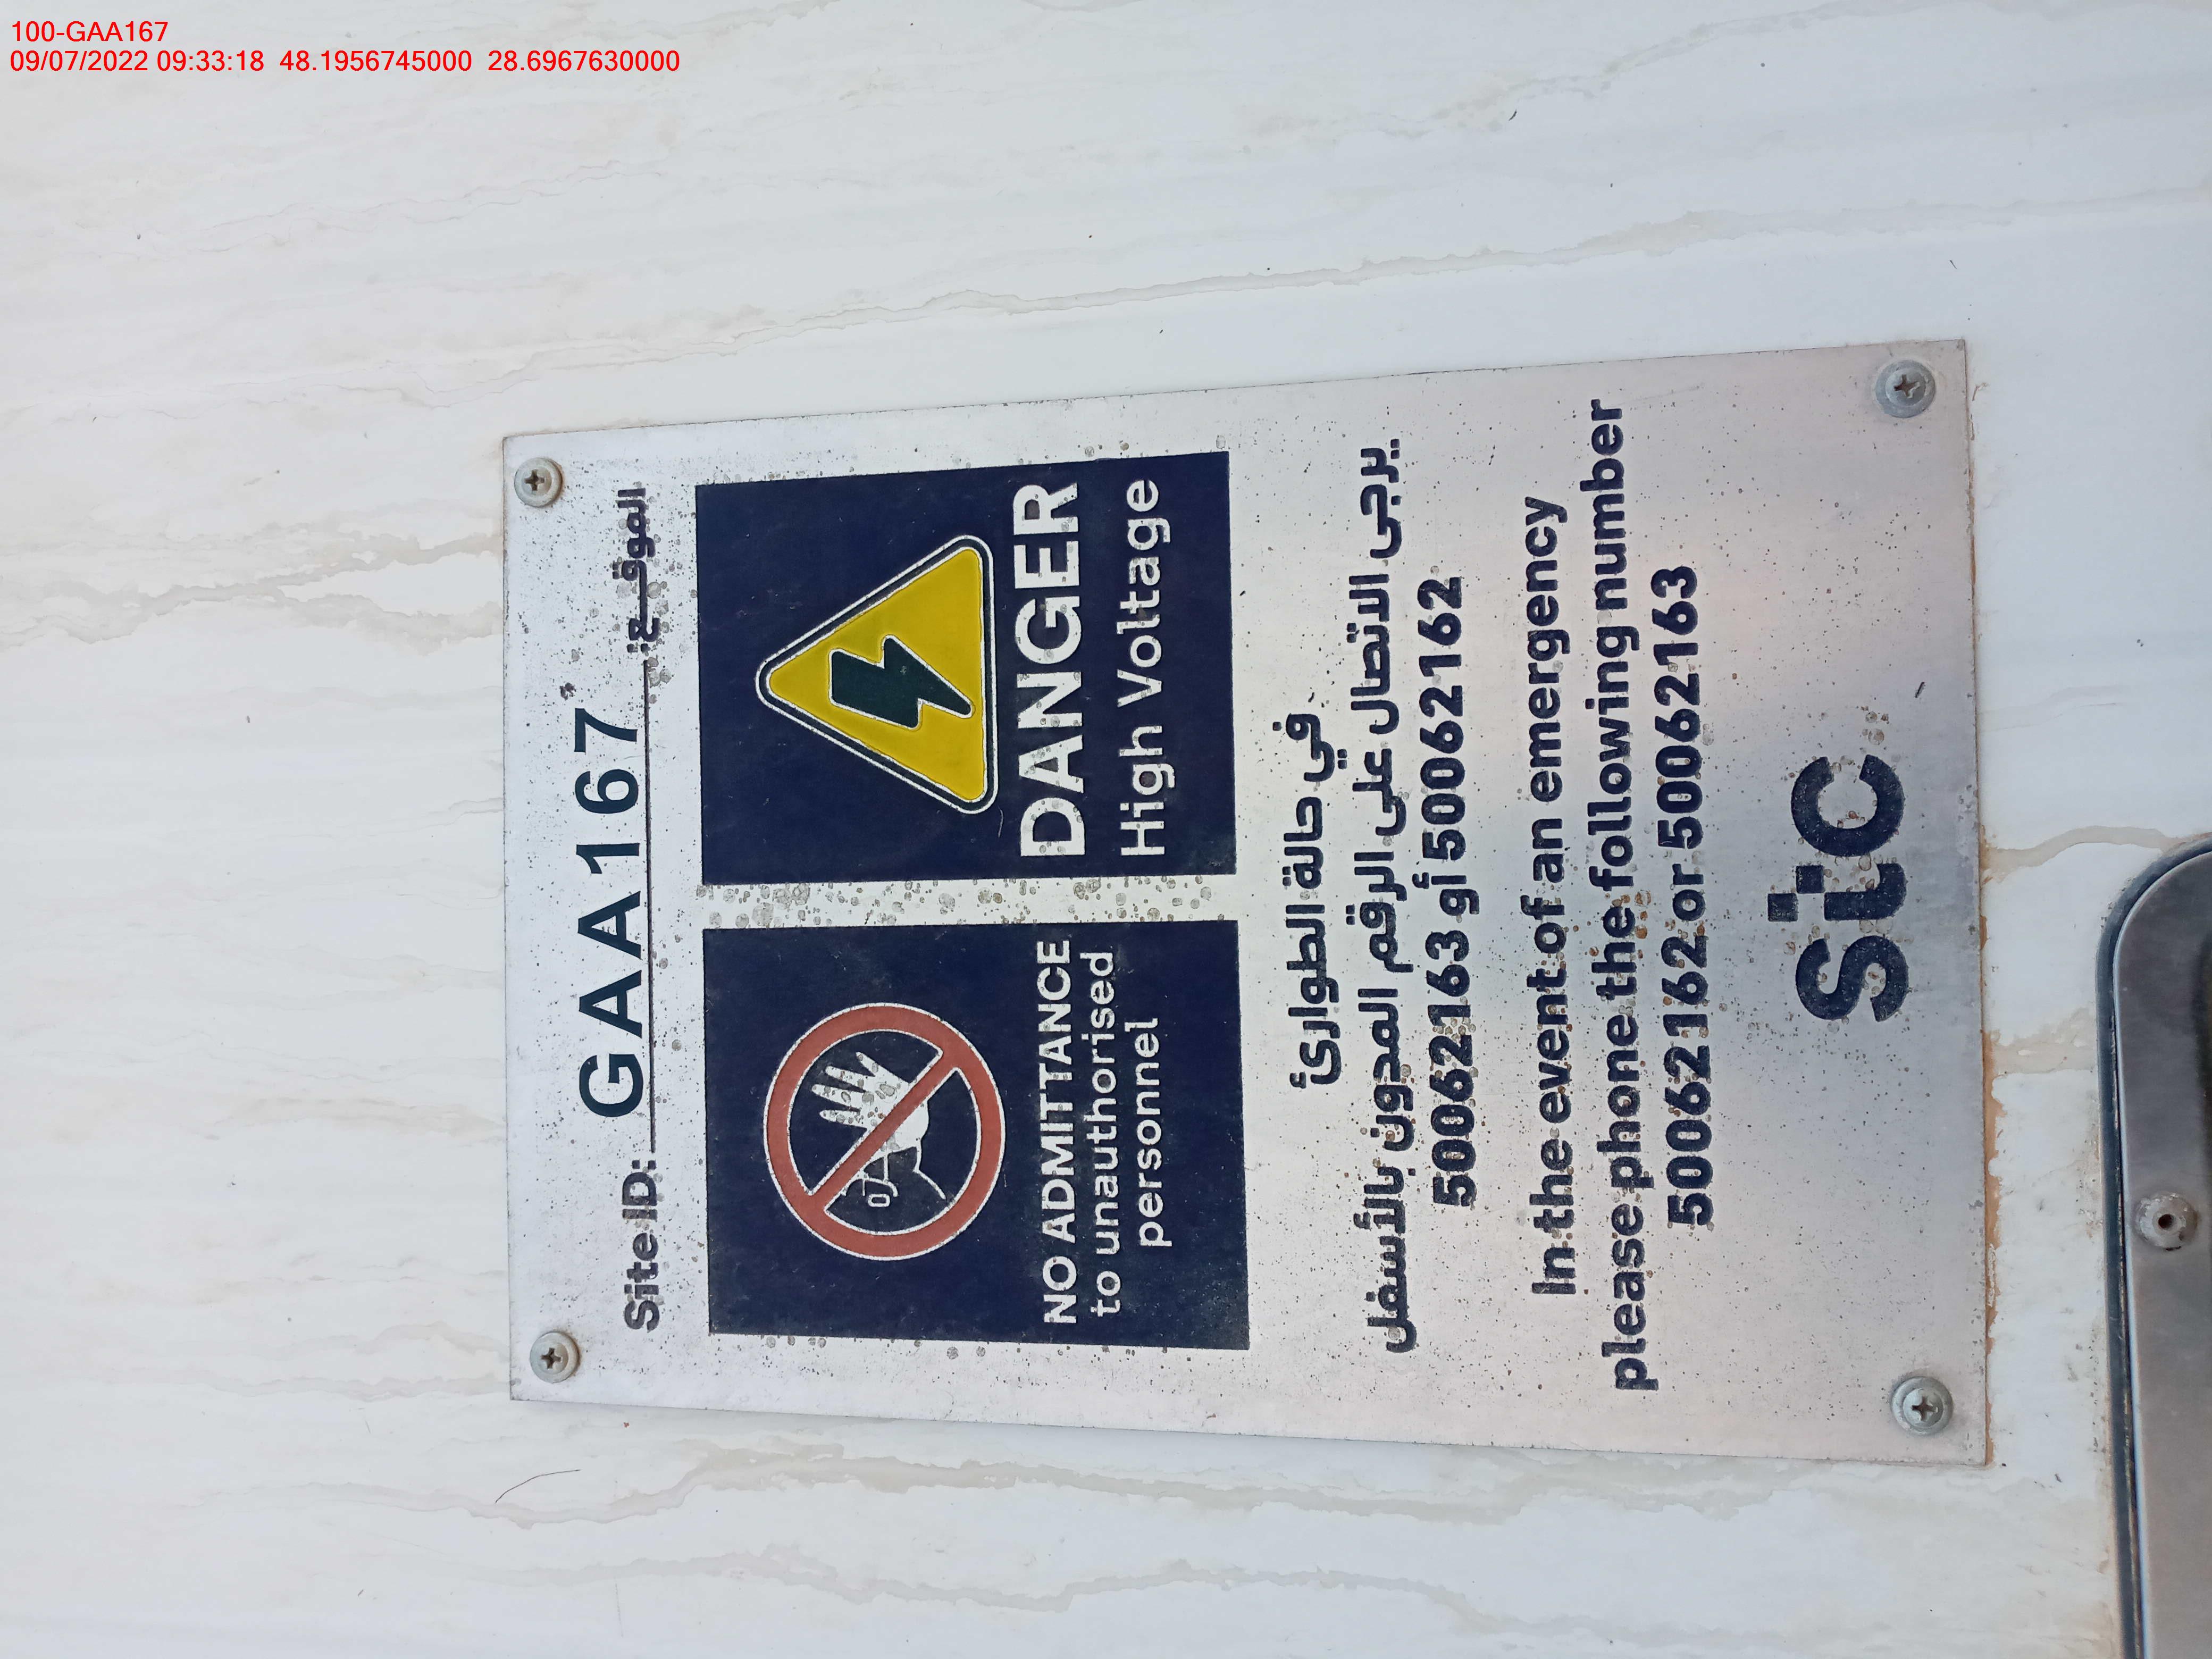 100-GAA167
09/07/2022 09:33:18 48.1956745000 28.6967630000
Site ID: GAA167 الموقع:
NO ADMITTANCE
to unauthorised
personnel
DANGER
High Voltage
في حالة الطوارئ
يرجى الاتصال على الرقم المدون بالأسفل
50062163 أو 50062162
In the event of an emergency
please phone the following number
50062162 or 50062163
stc